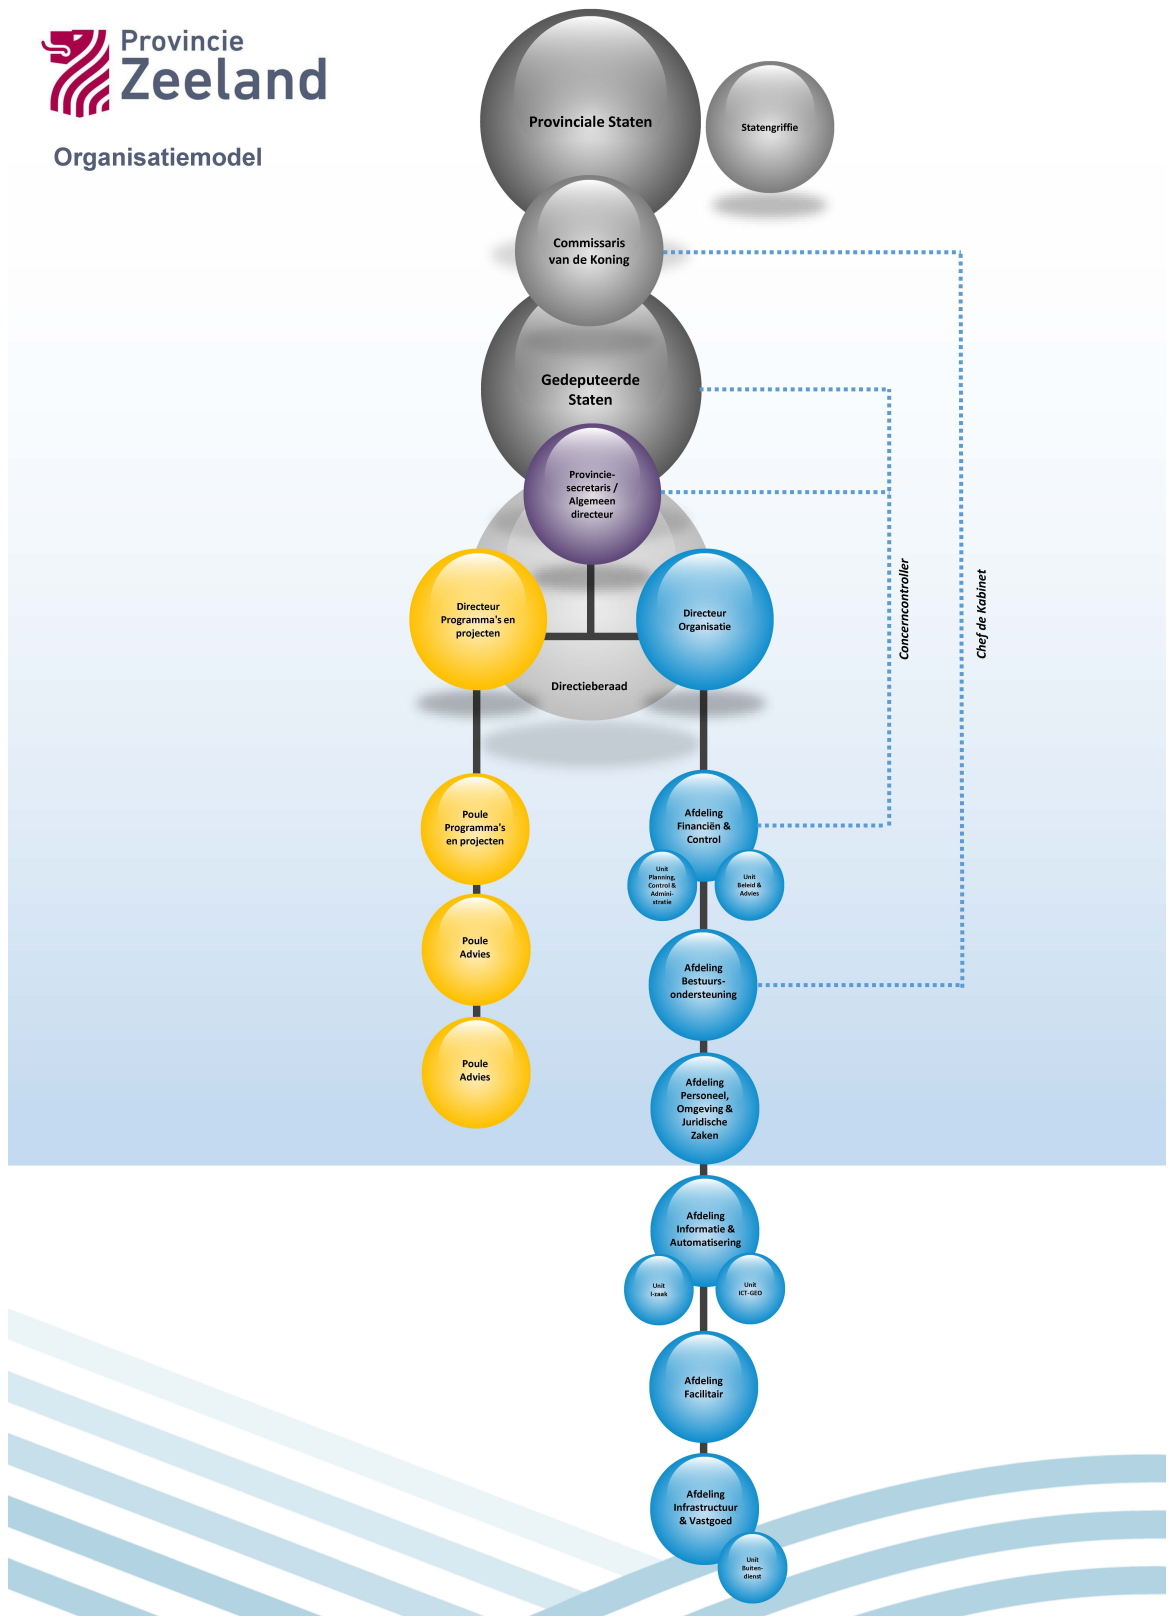 Provincie
Zeeland
Organisatiemodel
Provinciale Staten
Statengriffie
Commissaris
van de Koning
Gedeputeerde
Staten
Provincie-
secretaris /
Algemeen
directeur
Directeur
Programma's en
projecten
Directeur
Organisatie
Directieberaad
Concerncontroller
Chef de Kabinet
Poule
Programma's
en projecten
Poule
Advies
Poule
Advies
Afdeling
Financiën &
Control
Unit
Planning,
Control &
Admini-
stratie
Unit
Beleid &
Advies
Afdeling
Bestuurs-
ondersteuning
Afdeling
Personeel,
Omgeving &
Juridische
Zaken
Afdeling
Informatie &
Automatisering
Unit
I-zaak
Unit
ICT-GEO
Afdeling
Facilitair
Afdeling
Infrastructuur
& Vastgoed
Unit
Buiten-
dienst